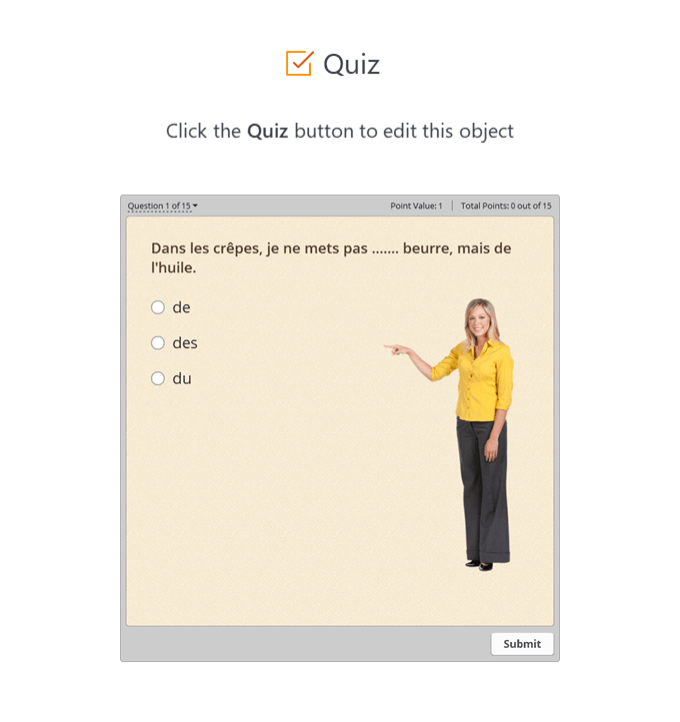 Quiz
Click the Quiz button to edit this object
Question 1 of 15
Point Value: 1 | Total Points: 0 out of 15
Dans les crêpes, je ne mets pas ....... beurre, mais de
l'huile.
de
des
du
Submit